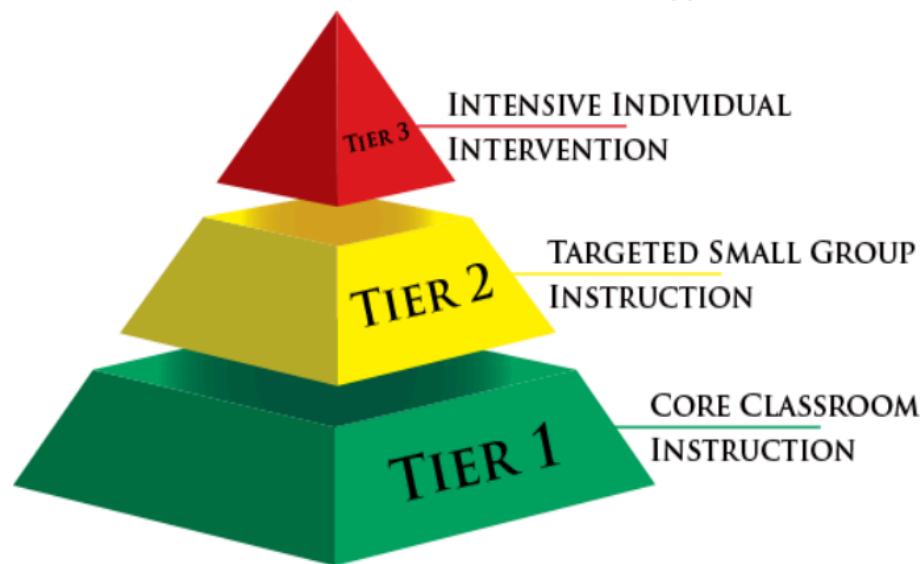 Tier 3
Intensive Individual
Intervention
Tier 2
Targeted Small Group
Instruction
Tier 1
Core Classroom
Instruction